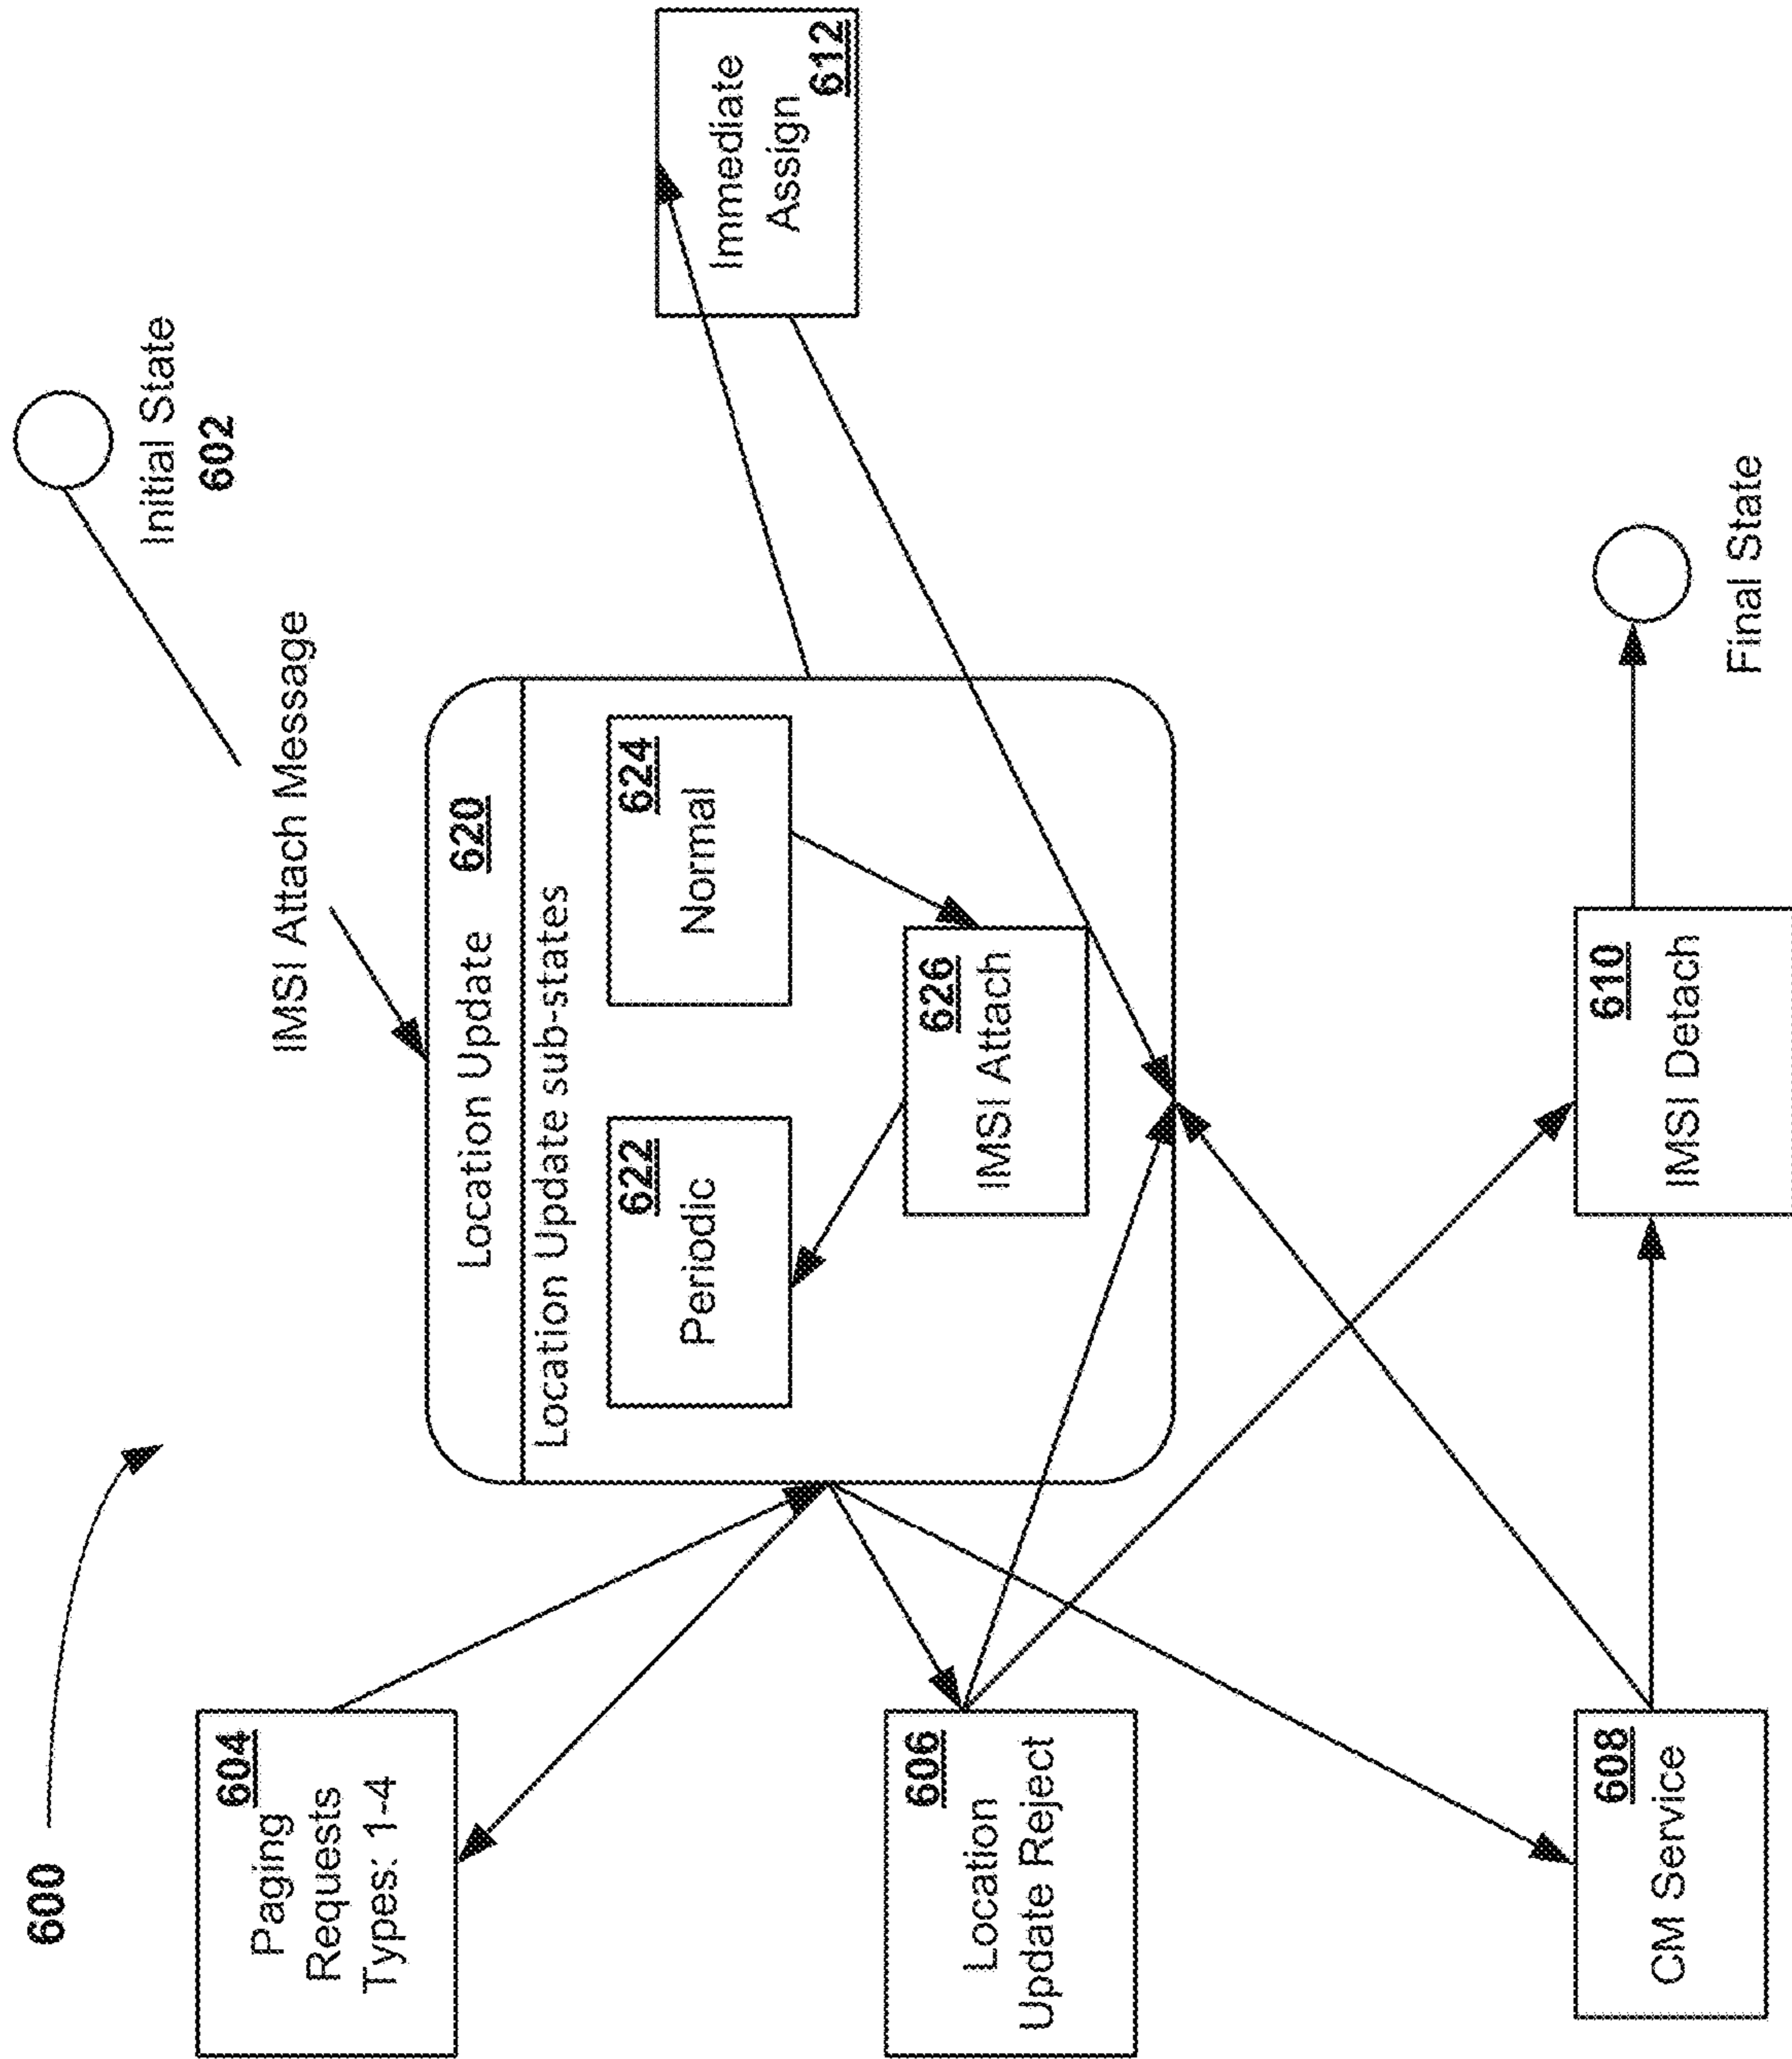 600
Initial State
602
IMSI Attach Message
604
Paging
Requests
Types: 1-4
Location Update 620
Location Update sub-states
622
Periodic
624
Normal
626
IMSI Attach
Immediate
Assign
612
606
Location
Update Reject
608
CM Service
610
IMSI Detach
Final State